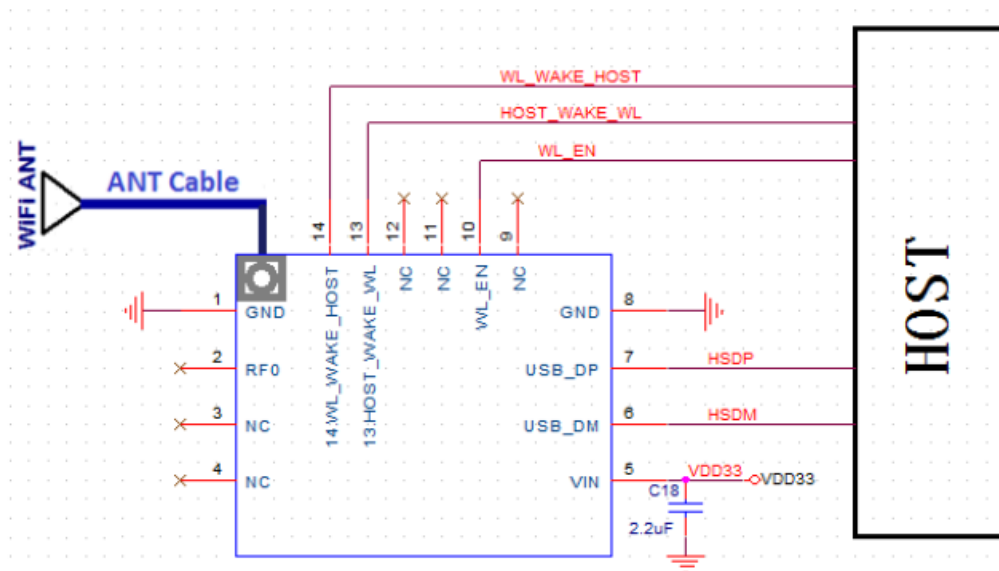 WL_WAKE_HOST
HOST_WAKE_WL
WL_EN
WiFi ANT
ANT Cable
14
13
12
11
10
9
14.WL_WAKE_HOST
13.HOST_WAKE_WL
NC
NC
WL_EN
NC
1
GND
GND
8
2
RF0
USB_DP
7
HSDP
3
NC
USB_DM
6
HSDM
4
NC
VIN
5
VDD33
VDD33
C18
2.2uF
HOST